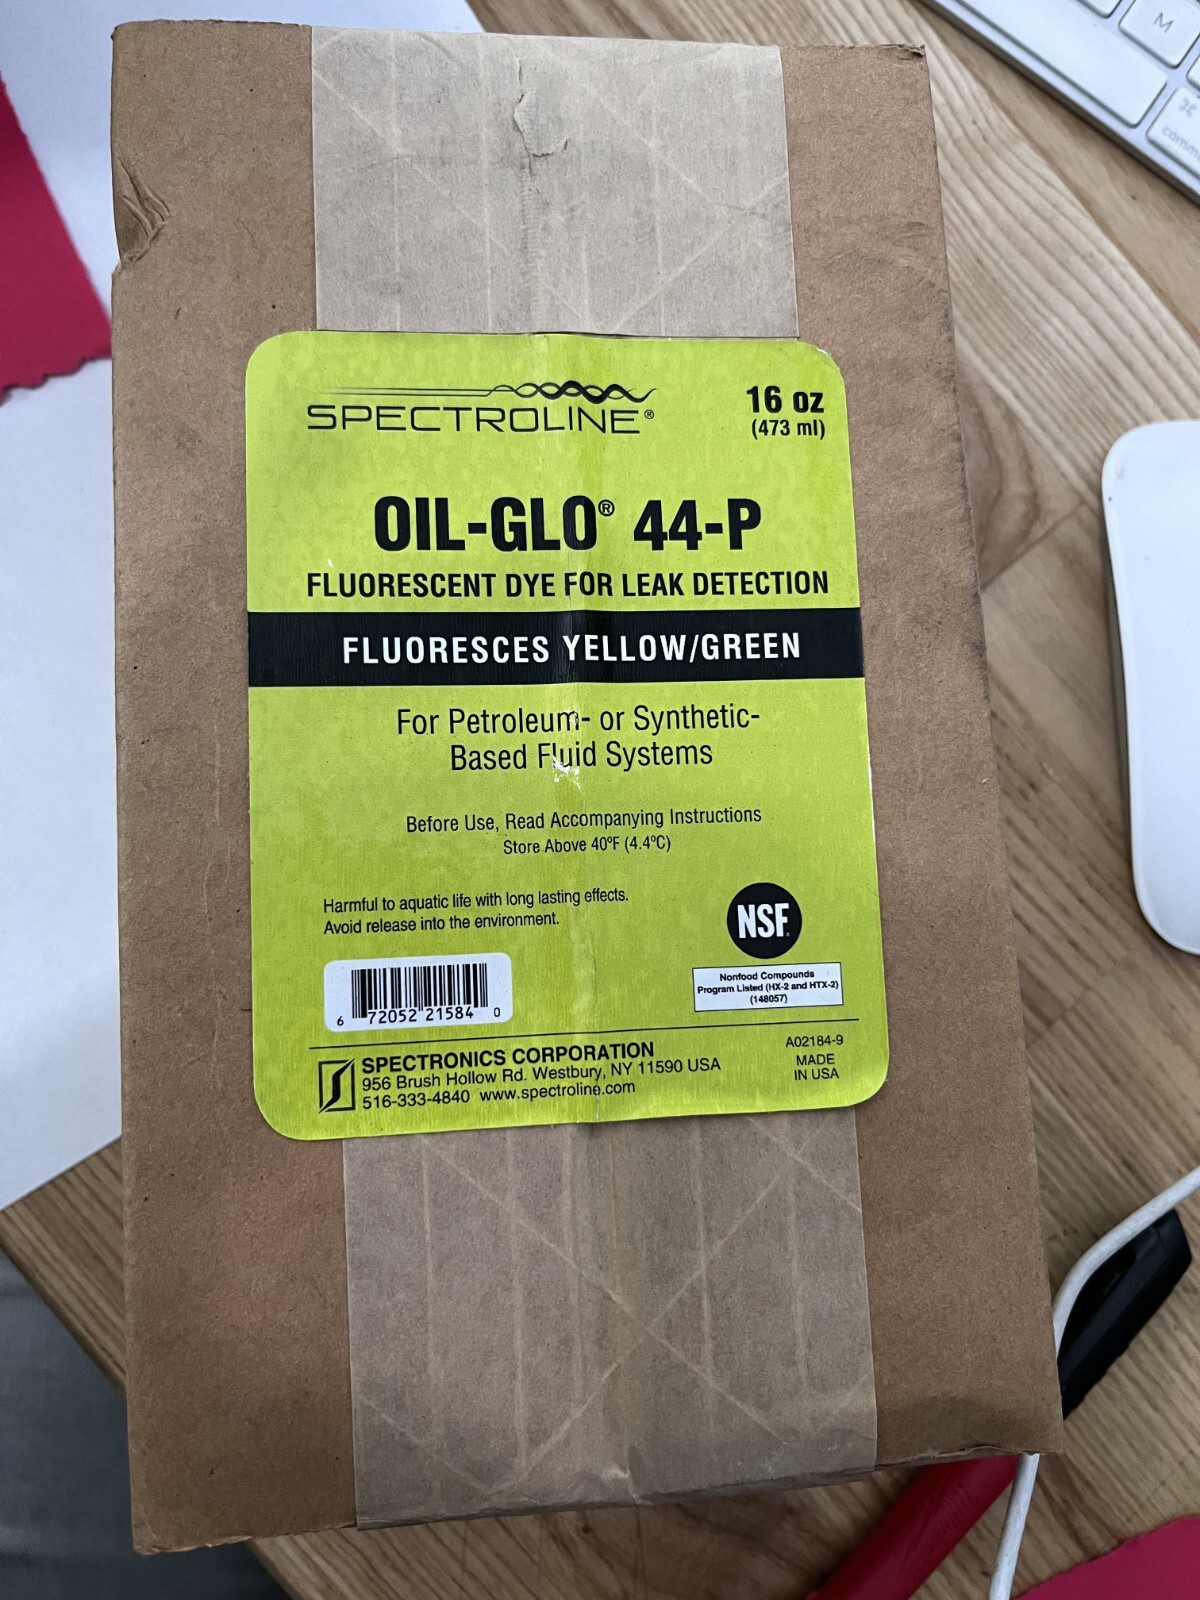 M
⌘
SPECTROLINE®
16 oz
(473 ml)
OIL-GLO® 44-P
FLUORESCENT DYE FOR LEAK DETECTION
FLUORESCES YELLOW/GREEN
For Petroleum- or Synthetic-
Based Fluid Systems
Before Use, Read Accompanying Instructions
Store Above 40ºF (4.4ºC)
Harmful to aquatic life with long lasting effects.
Avoid release into the environment.
NSF
Nonfood Compounds
Program Listed (HX-2 and HTX-2)
(148057)
6 72052 21584 0
SPECTRONICS CORPORATION
956 Brush Hollow Rd. Westbury, NY 11590 USA
516-333-4840 www.spectroline.com
A02184-9
MADE
IN USA